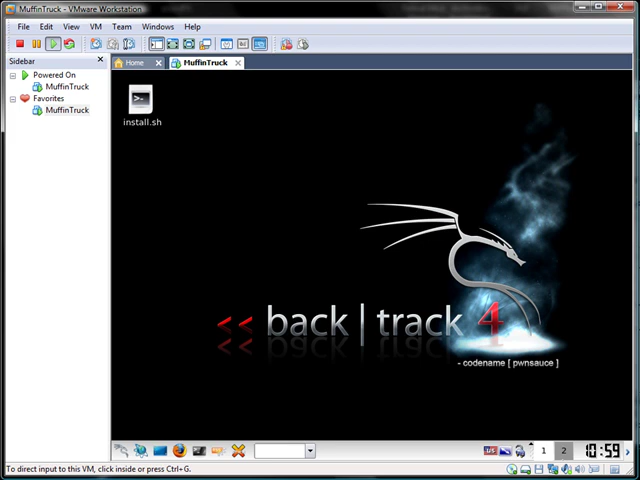 MuffinTruck - VMware Workstation
File Edit View VM Team Windows Help
Sidebar
Home
MuffinTruck
Powered On
MuffinTruck
Favorites
MuffinTruck
install.sh
<< back | track 4
- codename [ pwnsauce ]
US
1 2
10:59
To direct input to this VM, click inside or press Ctrl+G.